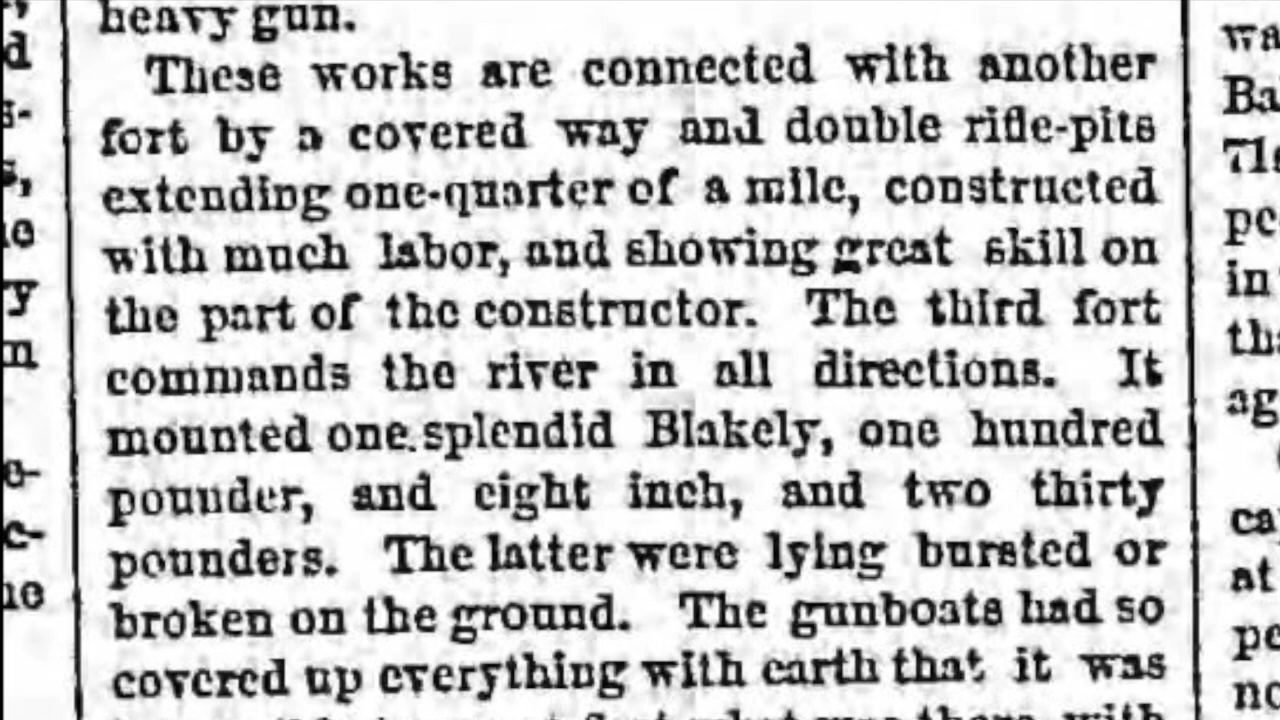 heavy gun.
These works are connected with another
fort by a covered way and double rifle-pits
extending one-quarter of a mile, constructed
with much labor, and showing great skill on
the part of the constructor. The third fort
commands the river in all directions. It
mounted one splendid Blakely, one hundred
pounder, and eight inch, and two thirty
pounders. The latter were lying bursted or
broken on the ground. The gunboats had so
covered up everything with earth that it was
what was there, with